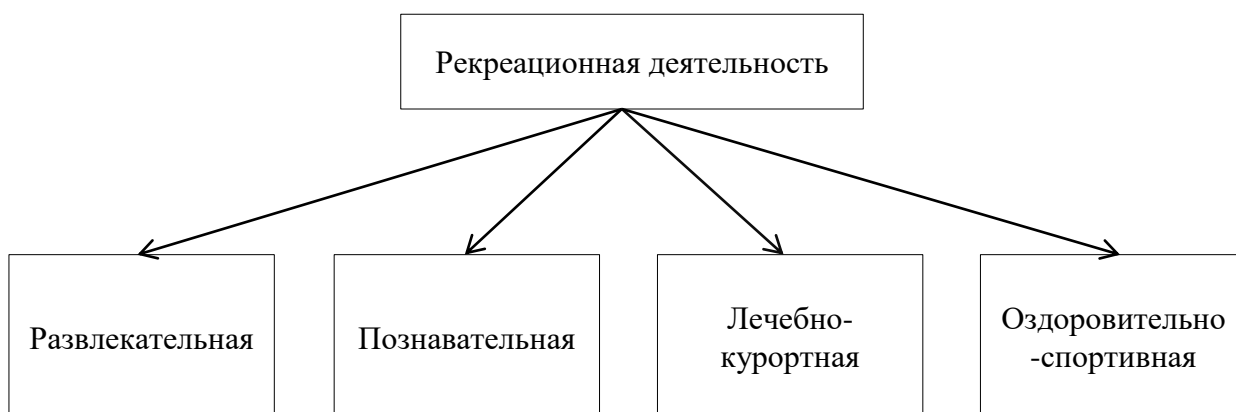 Рекреационная деятельность
Развлекательная
Познавательная
Лечебно-
курортная
Оздоровительно
-спортивная